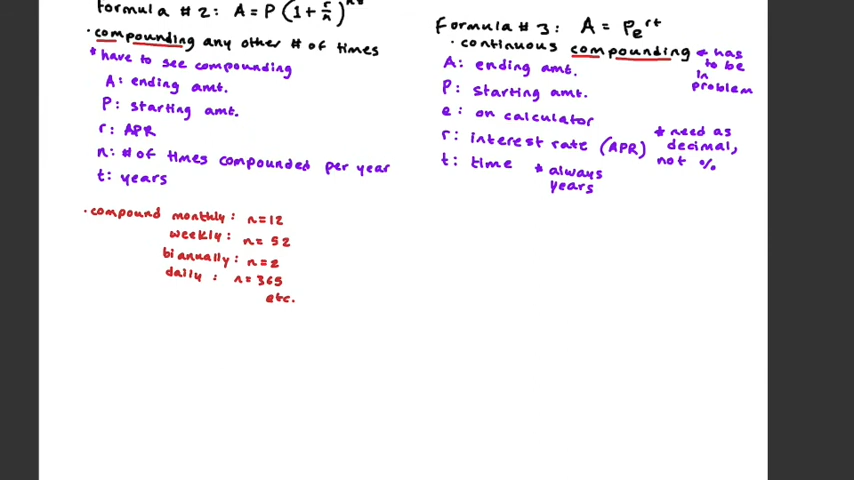 formula # 2: A = P (1 + r/n)
· compounding any other # of times
* have to see compounding
A: ending amt.
P: starting amt.
r: APR
n: # of times compounded per year
t: years
· compound monthly: n=12
weekly: n= 52
biannually: n=2
daily : n= 365
etc.
Formula # 3: A = Pe^rt
· continuous compounding ← has to be in problem
A: ending amt.
P: starting amt.
e: on calculator
r: interest rate (APR) * need as decimal, not %
t: time * always years